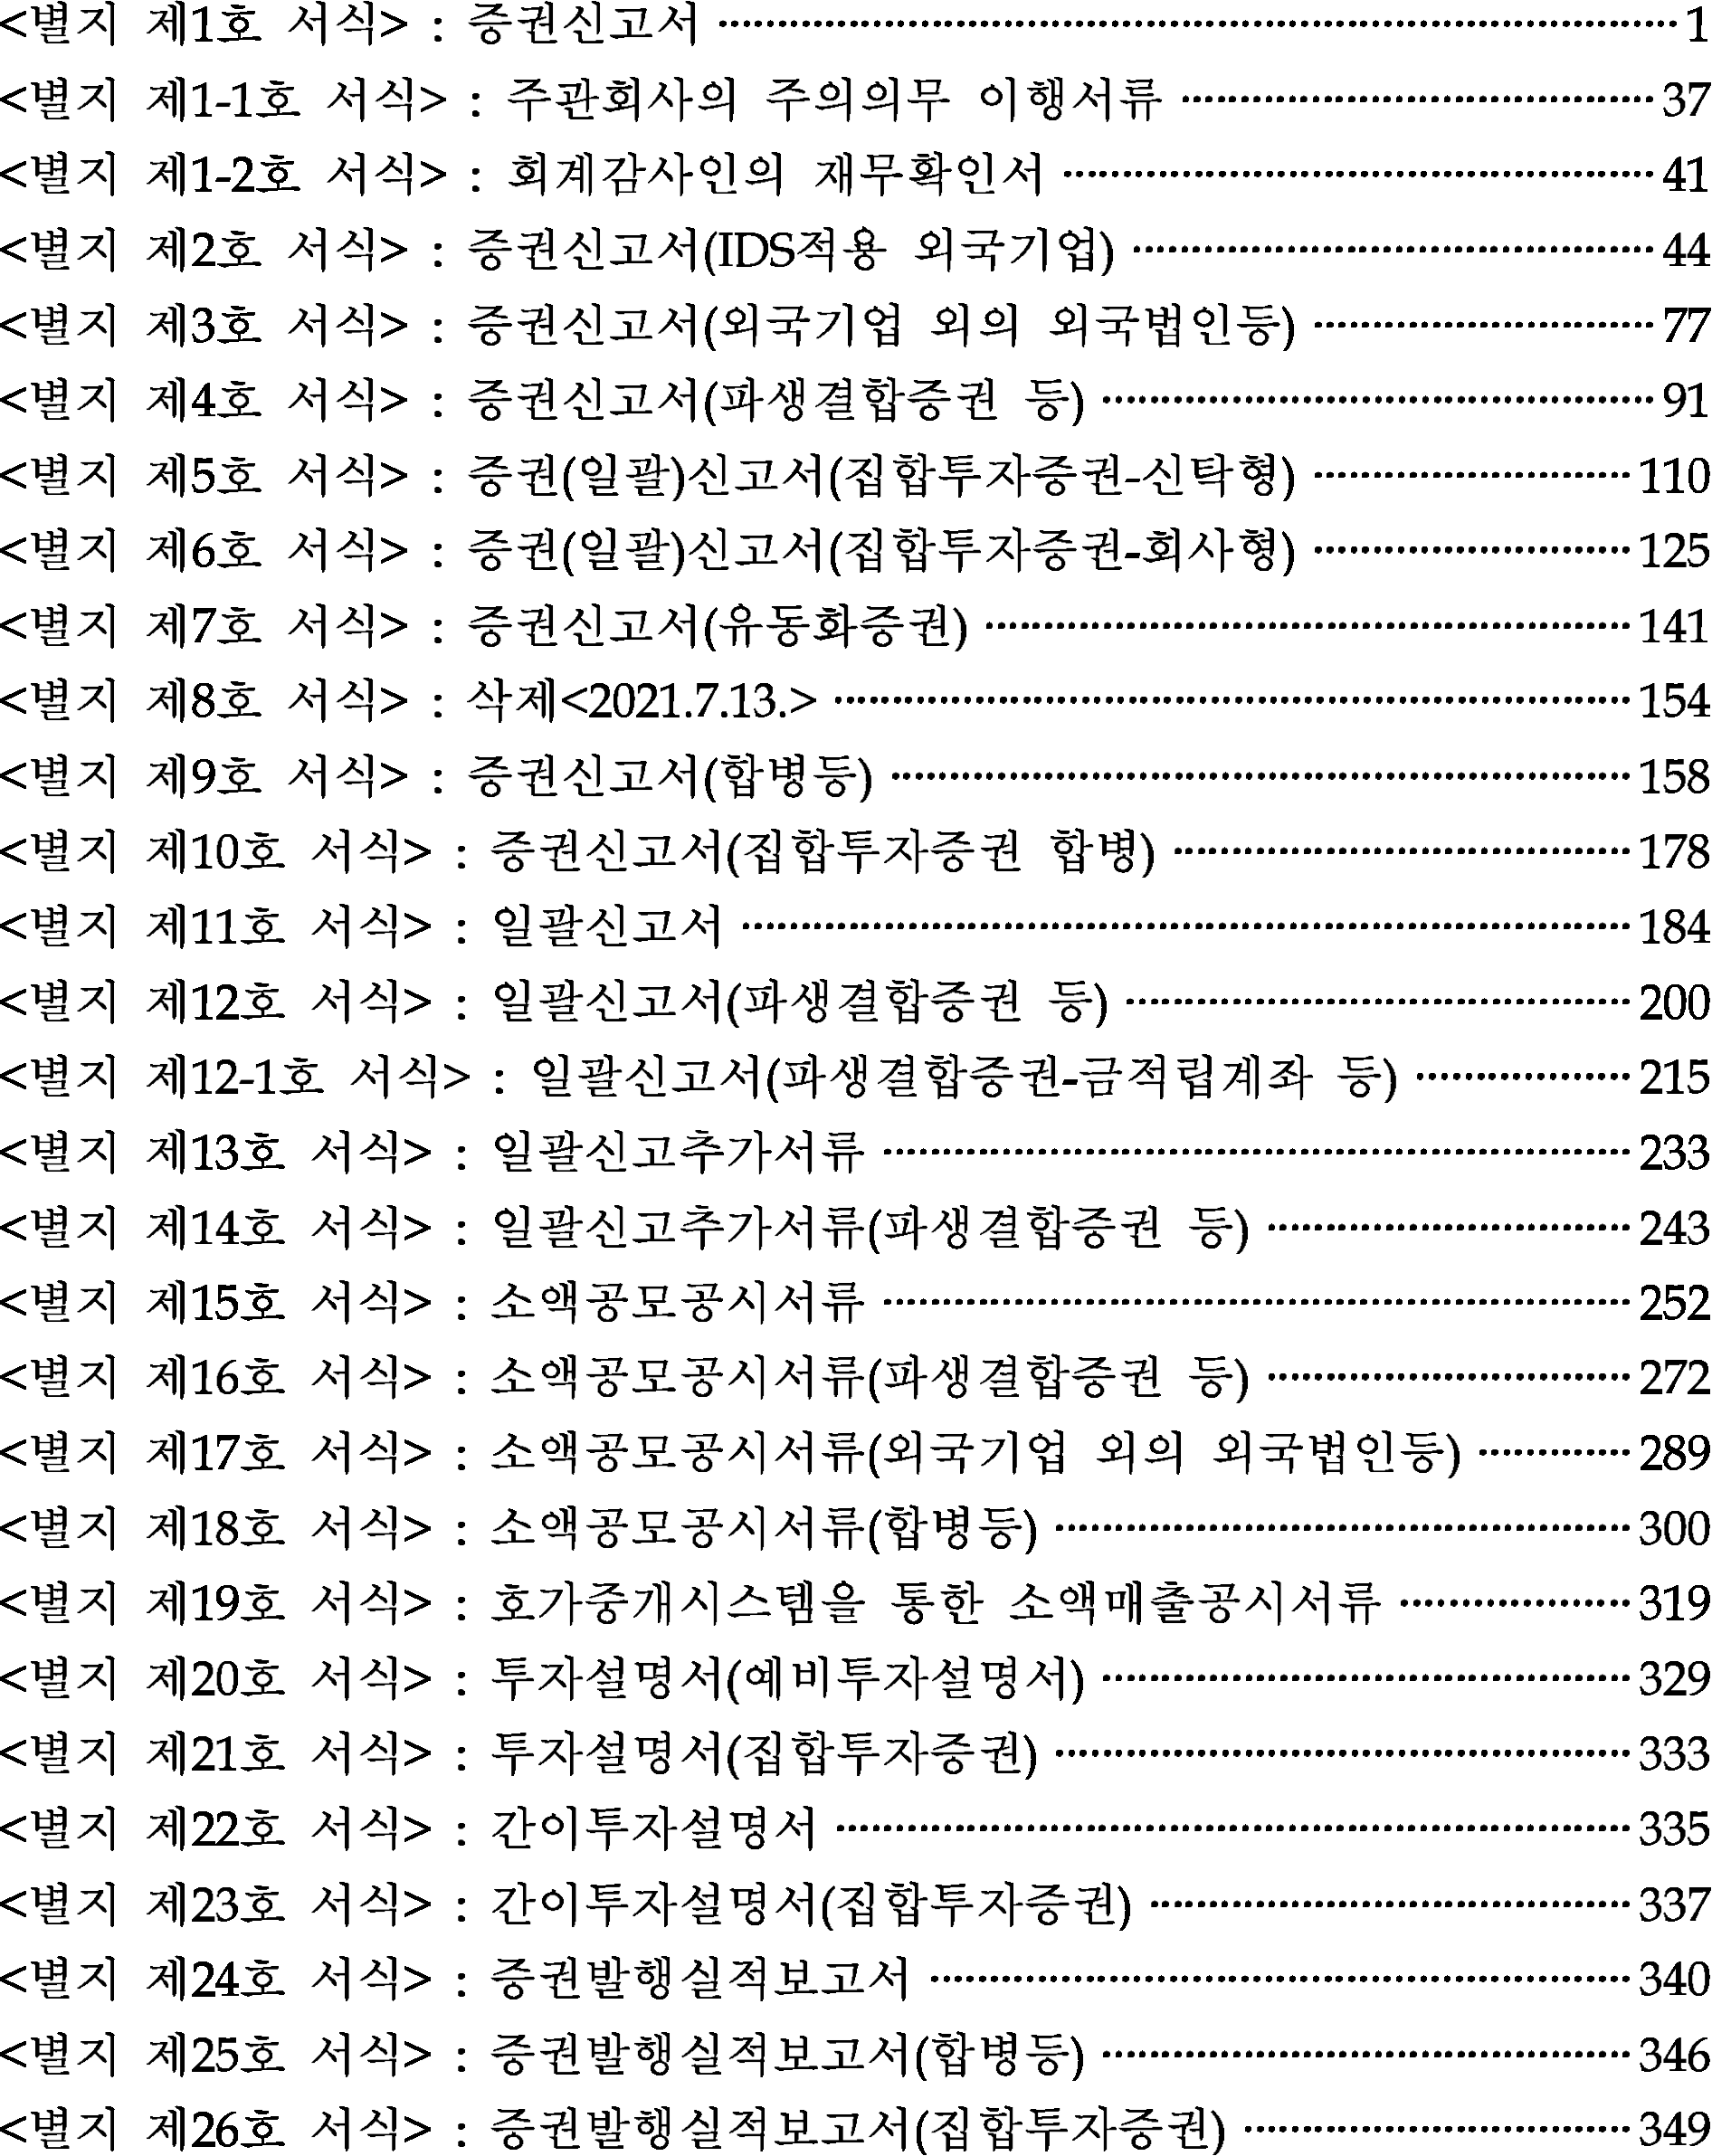 <별지 제1호 서식> : 증권신고서 ·········· 1
<별지 제1-1호 서식> : 주관회사의 주의의무 이행서류 ·········· 37
<별지 제1-2호 서식> : 회계감사인의 재무확인서 ·········· 41
<별지 제2호 서식> : 증권신고서(IDS적용 외국기업) ·········· 44
<별지 제3호 서식> : 증권신고서(외국기업 외의 외국법인등) ·········· 77
<별지 제4호 서식> : 증권신고서(파생결합증권 등) ·········· 91
<별지 제5호 서식> : 증권(일괄)신고서(집합투자증권-신탁형) ·········· 110
<별지 제6호 서식> : 증권(일괄)신고서(집합투자증권-회사형) ·········· 125
<별지 제7호 서식> : 증권신고서(유동화증권) ·········· 141
<별지 제8호 서식> : 삭제<2021.7.13.> ·········· 154
<별지 제9호 서식> : 증권신고서(합병등) ·········· 158
<별지 제10호 서식> : 증권신고서(집합투자증권 합병) ·········· 178
<별지 제11호 서식> : 일괄신고서 ·········· 184
<별지 제12호 서식> : 일괄신고서(파생결합증권 등) ·········· 200
<별지 제12-1호 서식> : 일괄신고서(파생결합증권-금적립계좌 등) ·········· 215
<별지 제13호 서식> : 일괄신고추가서류 ·········· 233
<별지 제14호 서식> : 일괄신고추가서류(파생결합증권 등) ·········· 243
<별지 제15호 서식> : 소액공모공시서류 ·········· 252
<별지 제16호 서식> : 소액공모공시서류(파생결합증권 등) ·········· 272
<별지 제17호 서식> : 소액공모공시서류(외국기업 외의 외국법인등) ·········· 289
<별지 제18호 서식> : 소액공모공시서류(합병등) ·········· 300
<별지 제19호 서식> : 호가중개시스템을 통한 소액매출공시서류 ·········· 319
<별지 제20호 서식> : 투자설명서(예비투자설명서) ·········· 329
<별지 제21호 서식> : 투자설명서(집합투자증권) ·········· 333
<별지 제22호 서식> : 간이투자설명서 ·········· 335
<별지 제23호 서식> : 간이투자설명서(집합투자증권) ·········· 337
<별지 제24호 서식> : 증권발행실적보고서 ·········· 340
<별지 제25호 서식> : 증권발행실적보고서(합병등) ·········· 346
<별지 제26호 서식> : 증권발행실적보고서(집합투자증권) ·········· 349